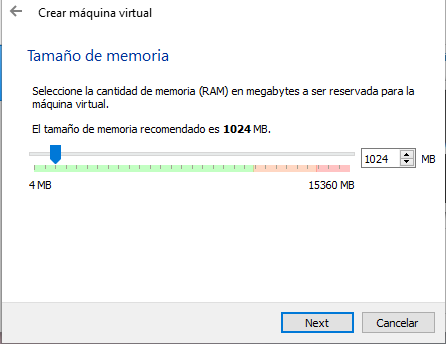 Crear máquina virtual
Tamaño de memoria
Seleccione la cantidad de memoria (RAM) en megabytes a ser reservada para la
máquina virtual.
El tamaño de memoria recomendado es 1024 MB.
1024 MB
4 MB 15360 MB
Next Cancelar